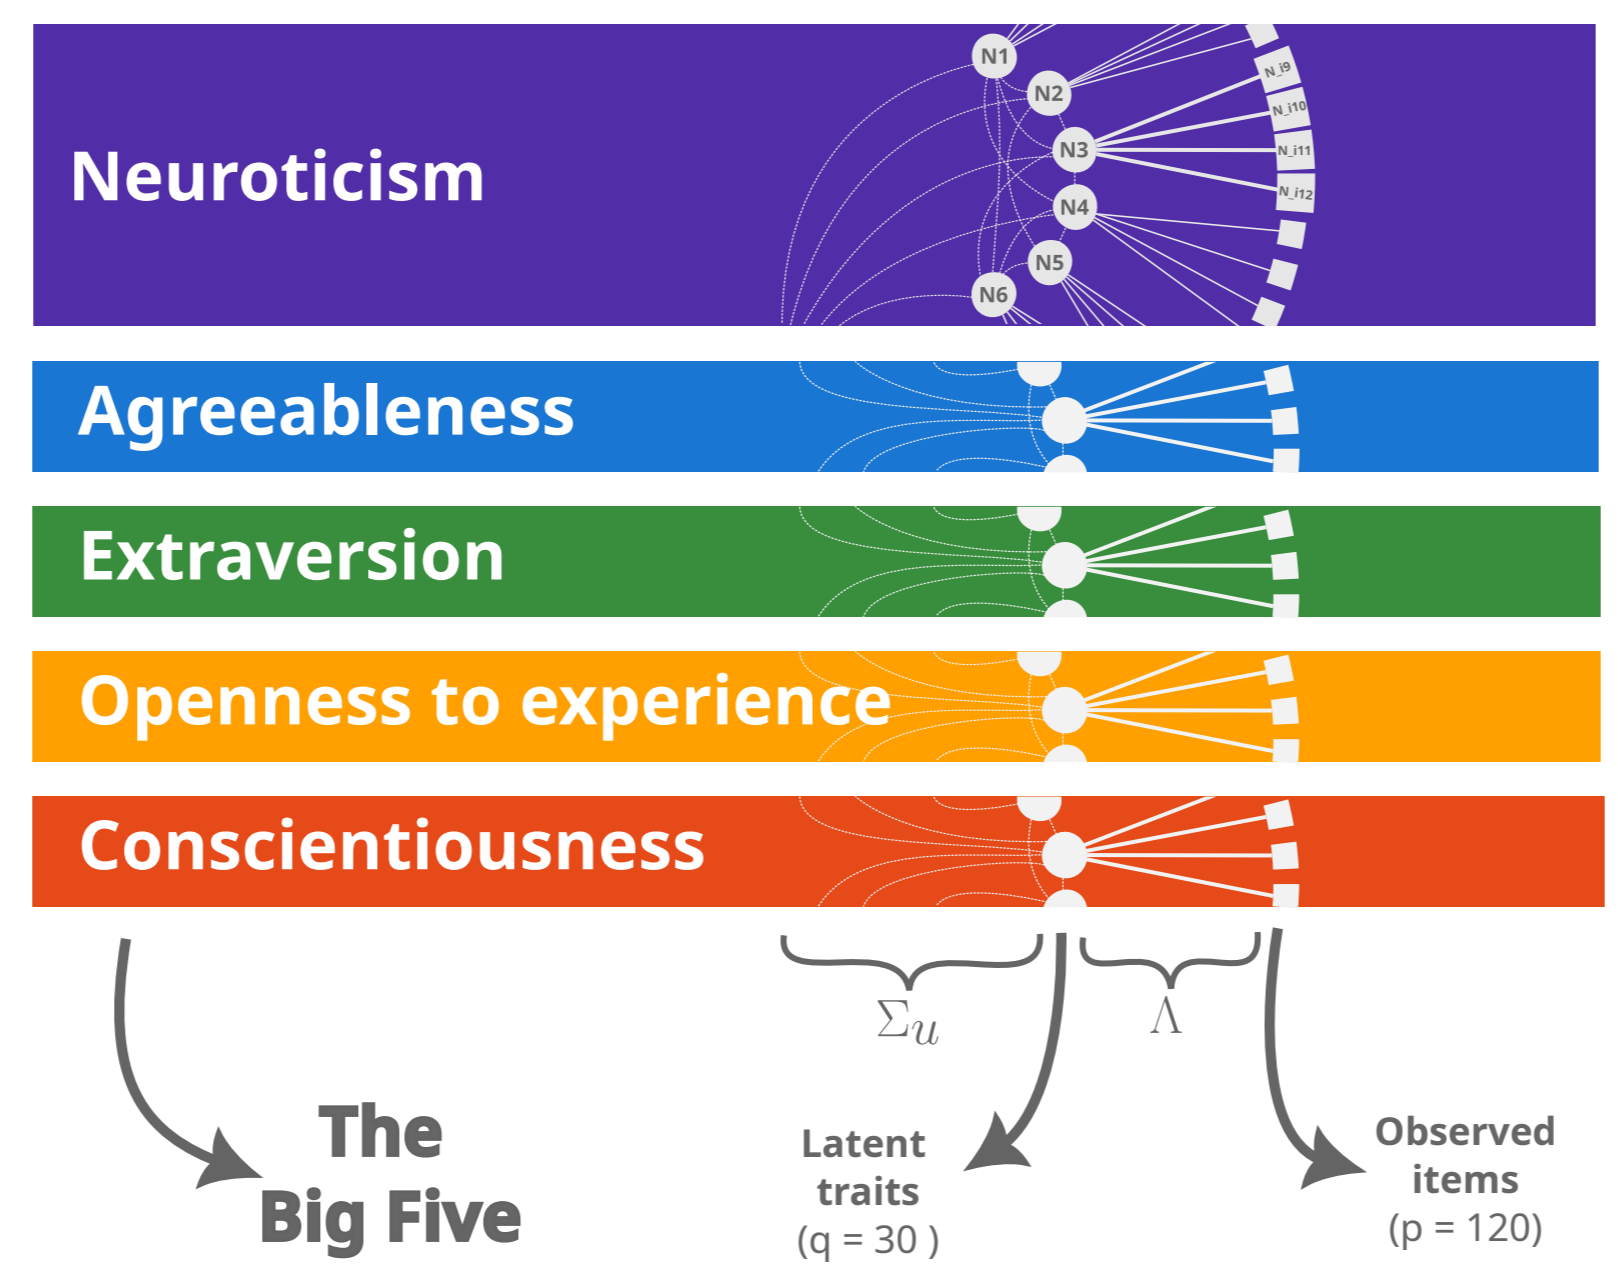 Neuroticism
N1
N2
N3
N4
N5
N6
N_i9
N_i10
N_i11
N_i12
Agreeableness
Extraversion
Openness to experience
Conscientiousness
Σu
Λ
The
Big Five
Latent
traits
(q = 30 )
Observed
items
(p = 120)